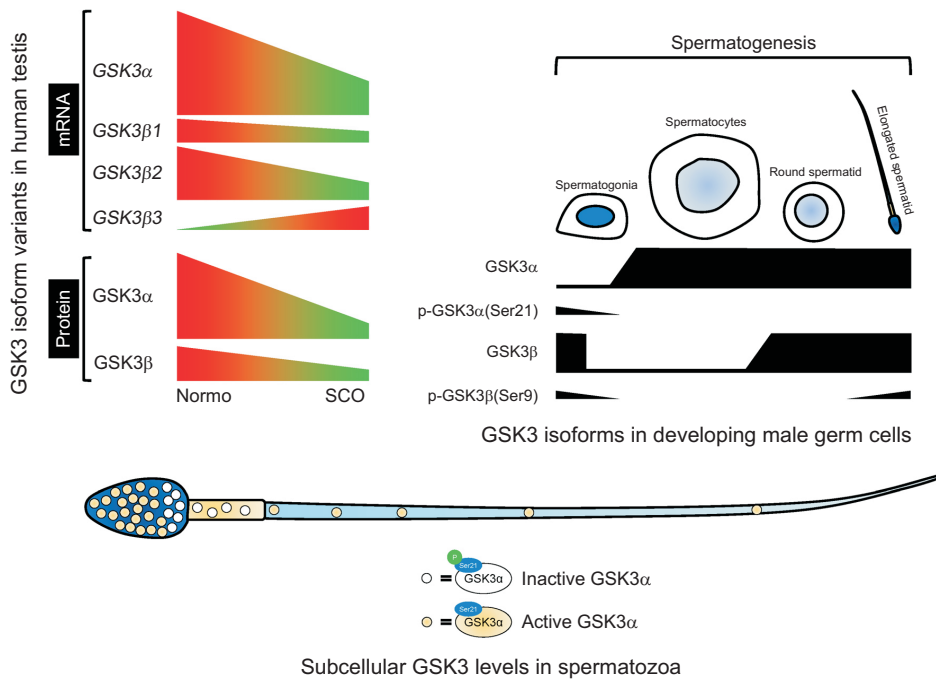 GSK3 isoform variants in human testis
mRNA
GSK3α
GSK3β1
GSK3β2
GSK3β3
Protein
GSK3α
GSK3β
Normo
SCO
Spermatogenesis
Spermatogonia
Spermatocytes
Round spermatid
Elongated spermatid
GSK3α
p-GSK3α(Ser21)
GSK3β
p-GSK3β(Ser9)
GSK3 isoforms in developing male germ cells
P
Ser21
= GSK3α Inactive GSK3α
Ser21
= GSK3α Active GSK3α
Subcellular GSK3 levels in spermatozoa